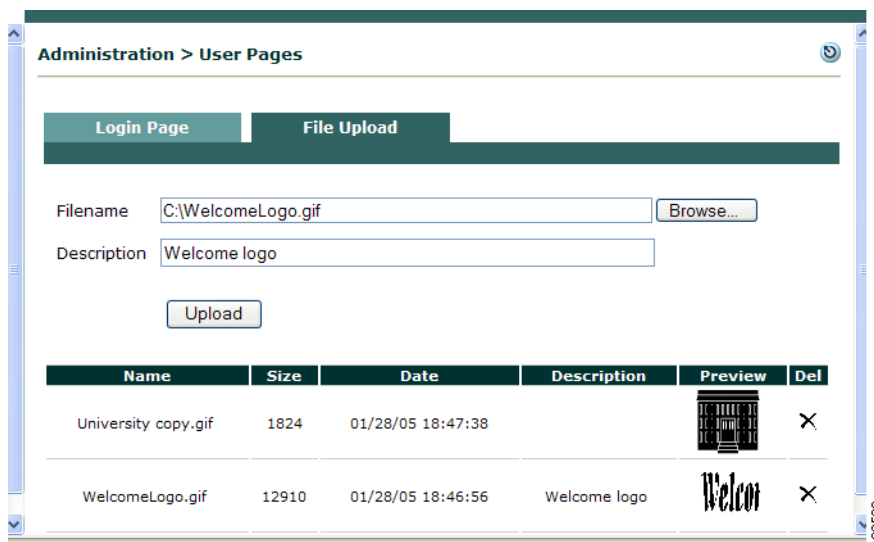 Administration > User Pages
Login Page File Upload
Filename C:\WelcomeLogo.gif Browse...
Description Welcome logo
Upload
Name Size Date Description Preview Del
University copy.gif 1824 01/28/05 18:47:38
WelcomeLogo.gif 12910 01/28/05 18:46:56 Welcome logo Welcom